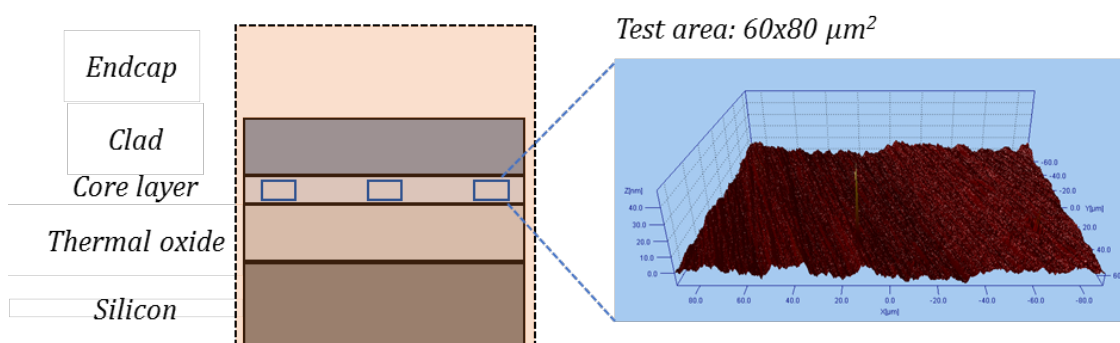 Test area: 60x80 μm²
Endcap
Clad
Core layer
Thermal oxide
Silicon
Z[nm]
40.0
30.0
20.0
10.0
0.0
80.0 60.0 40.0 20.0 0.0 -20.0 -40.0 -60.0 -80.0
X[μm]
-60.0
-40.0
-20.0
0.0 Y[μm]
20.0
40.0